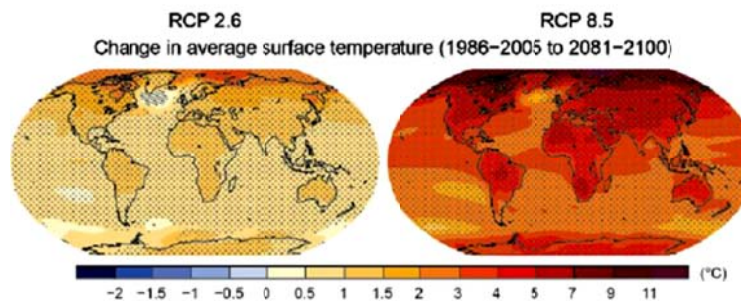 RCP 2.6 RCP 8.5
Change in average surface temperature (1986−2005 to 2081−2100)
(°C)
−2 −1.5 −1 −0.5 0 0.5 1 1.5 2 3 4 5 7 9 11